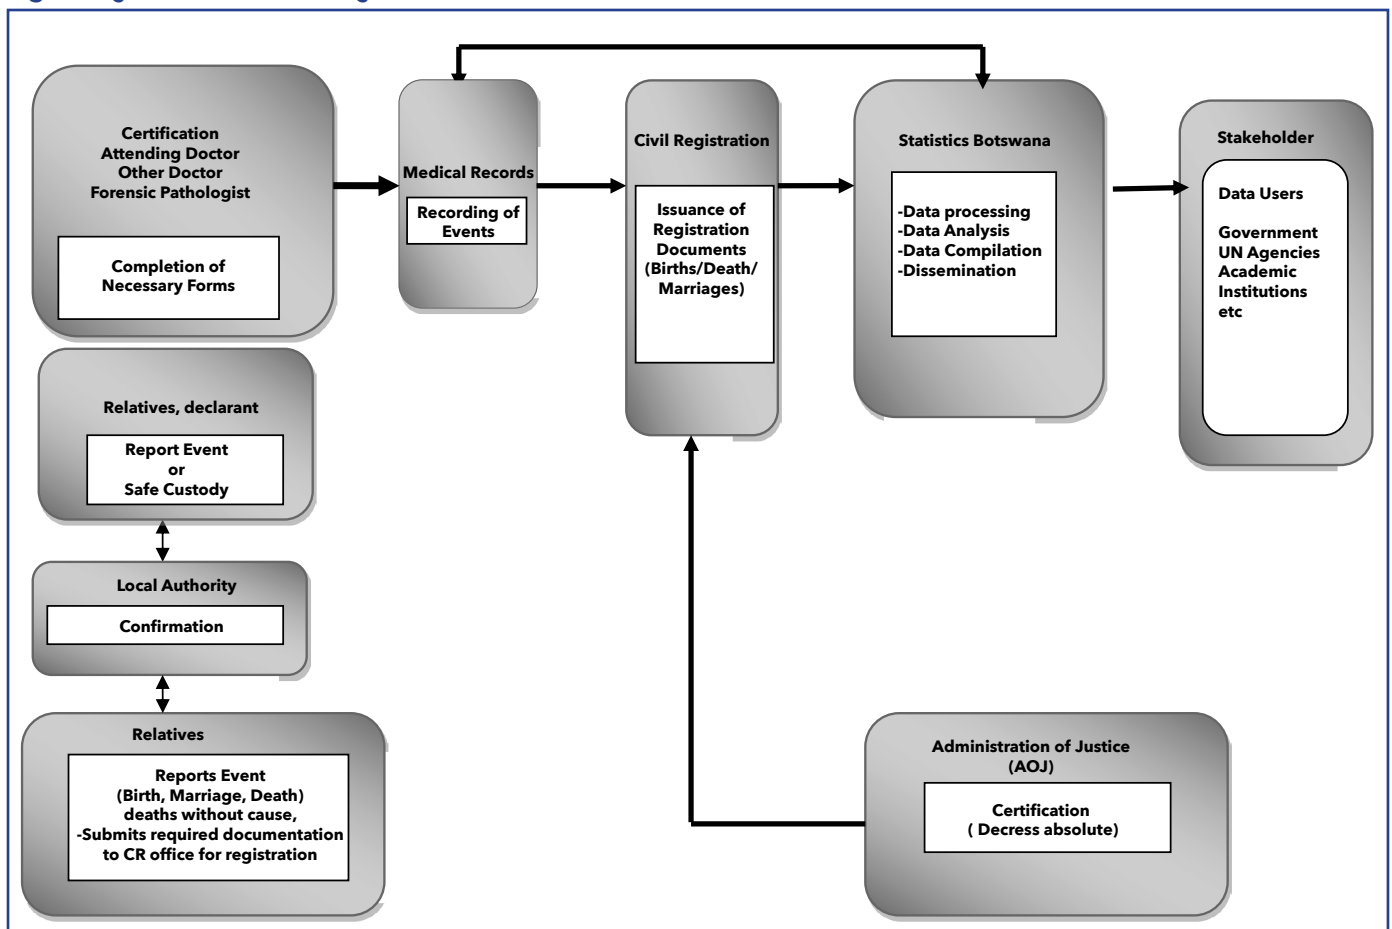 Certification
Attending Doctor
Other Doctor
Forensic Pathologist
Completion of
Necessary Forms
Medical Records
Recording of
Events
Civil Registration
Issuance of
Registration
Documents
(Births/Death/
Marriages)
Statistics Botswana
-Data processing
-Data Analysis
-Data Compilation
-Dissemination
Stakeholder
Data Users
Government
UN Agencies
Academic
Institutions
etc
Relatives, declarant
Report Event
or
Safe Custody
Local Authority
Confirmation
Relatives
Reports Event
(Birth, Marriage, Death)
deaths without cause,
-Submits required documentation
to CR office for registration
Administration of Justice
(AOJ)
Certification
( Decress absolute)